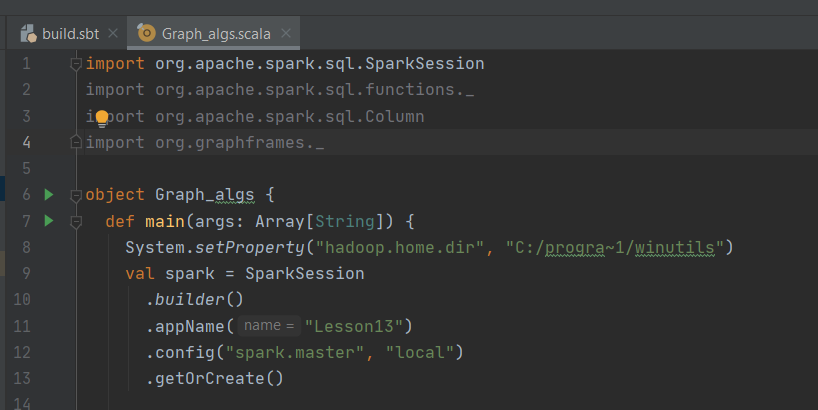 build.sbt Graph_algs.scala
1 import org.apache.spark.sql.SparkSession
2 import org.apache.spark.sql.functions._
3 import org.apache.spark.sql.Column
4 import org.graphframes._
5
6 object Graph_algs {
7 def main(args: Array[String]) {
8 System.setProperty("hadoop.home.dir", "C:/progra~1/winutils")
9 val spark = SparkSession
10 .builder()
11 .appName( name = "Lesson13")
12 .config("spark.master", "local")
13 .getOrCreate()
14